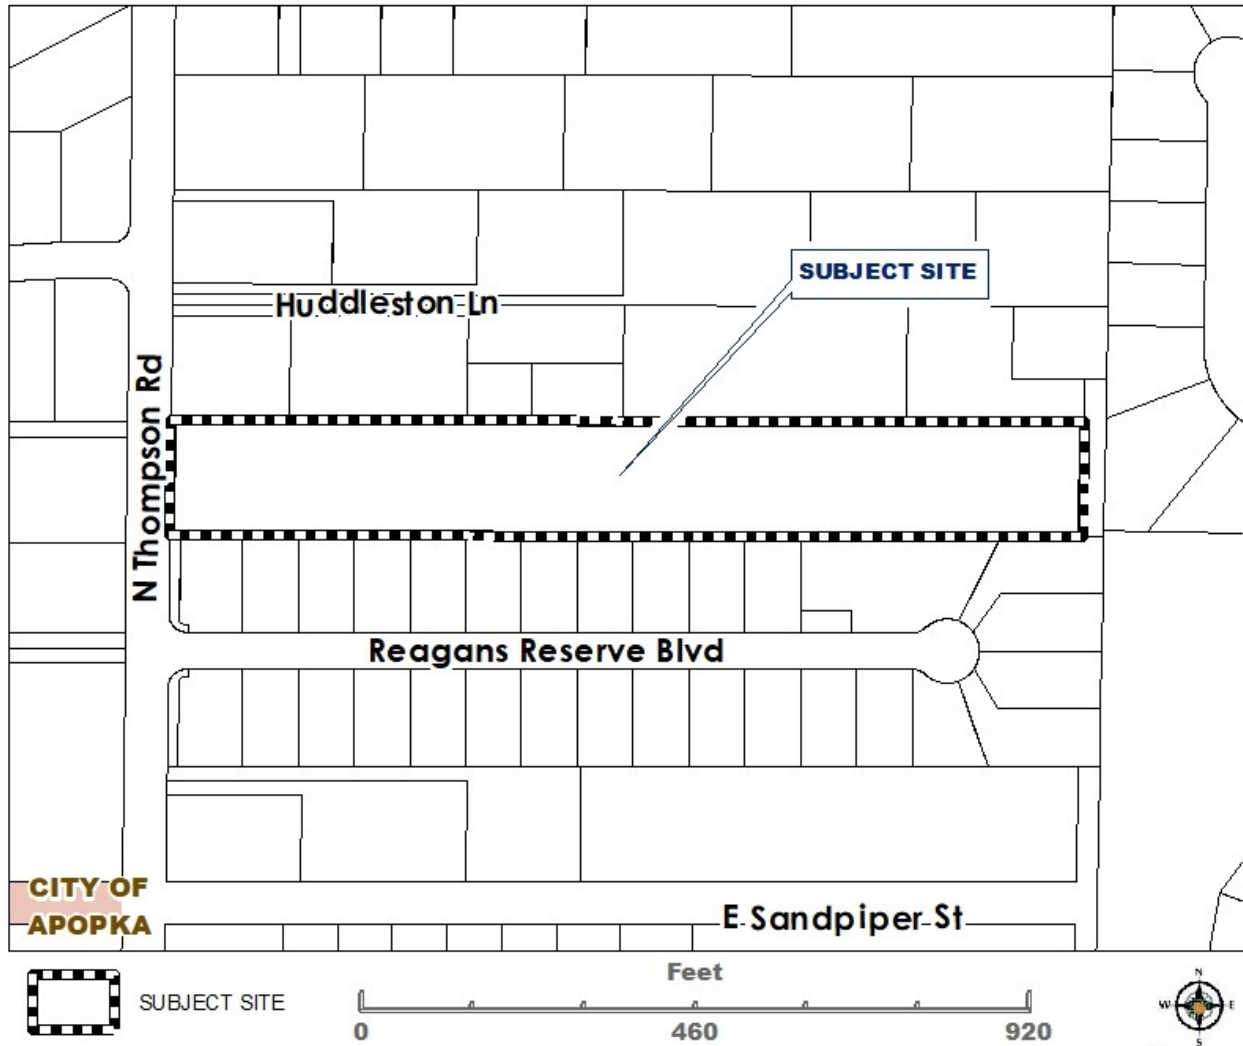 SUBJECT SITE
Huddleston Ln
N Thompson Rd
Reagans Reserve Blvd
CITY OF
APOPKA
E Sandpiper St
SUBJECT SITE
Feet
0 460 920
N
W E
S